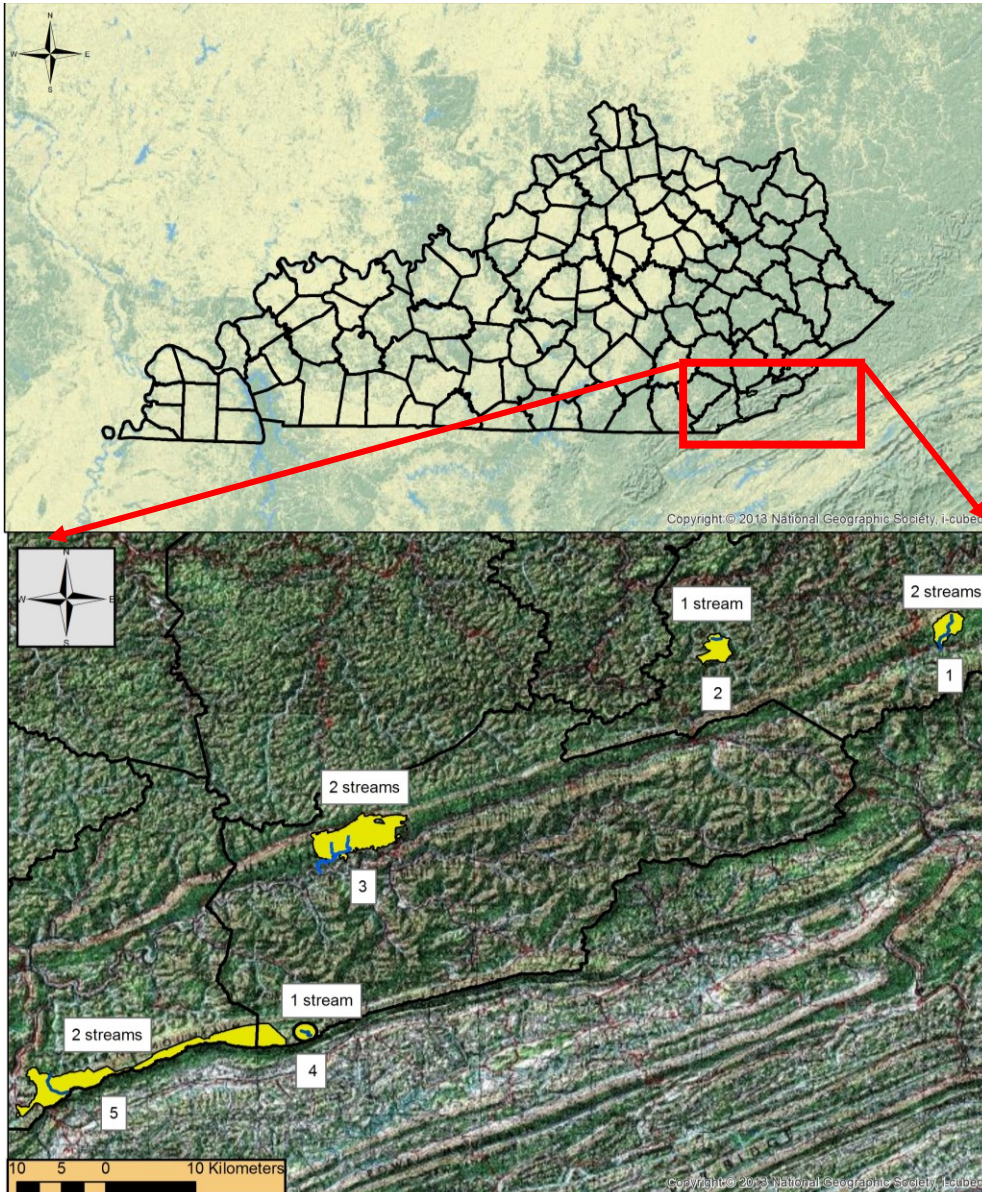 N
W E
S
Copyright:© 2013 National Geographic Society, i-cubed
N
W E
S
1 stream
2 streams
2
1
2 streams
3
1 stream
2 streams
4
5
10 5 0 10 Kilometers
Copyright:© 2013 National Geographic Society, i-cubed